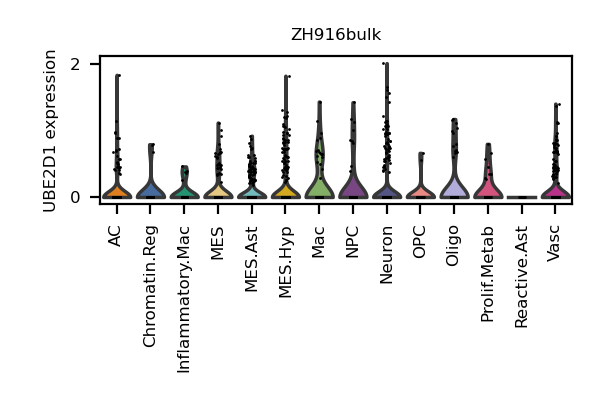 ZH916bulk
UBE2D1 expression
2
0
AC
Chromatin.Reg
Inflammatory.Mac
MES
MES.Ast
MES.Hyp
Mac
NPC
Neuron
OPC
Oligo
Prolif.Metab
Reactive.Ast
Vasc